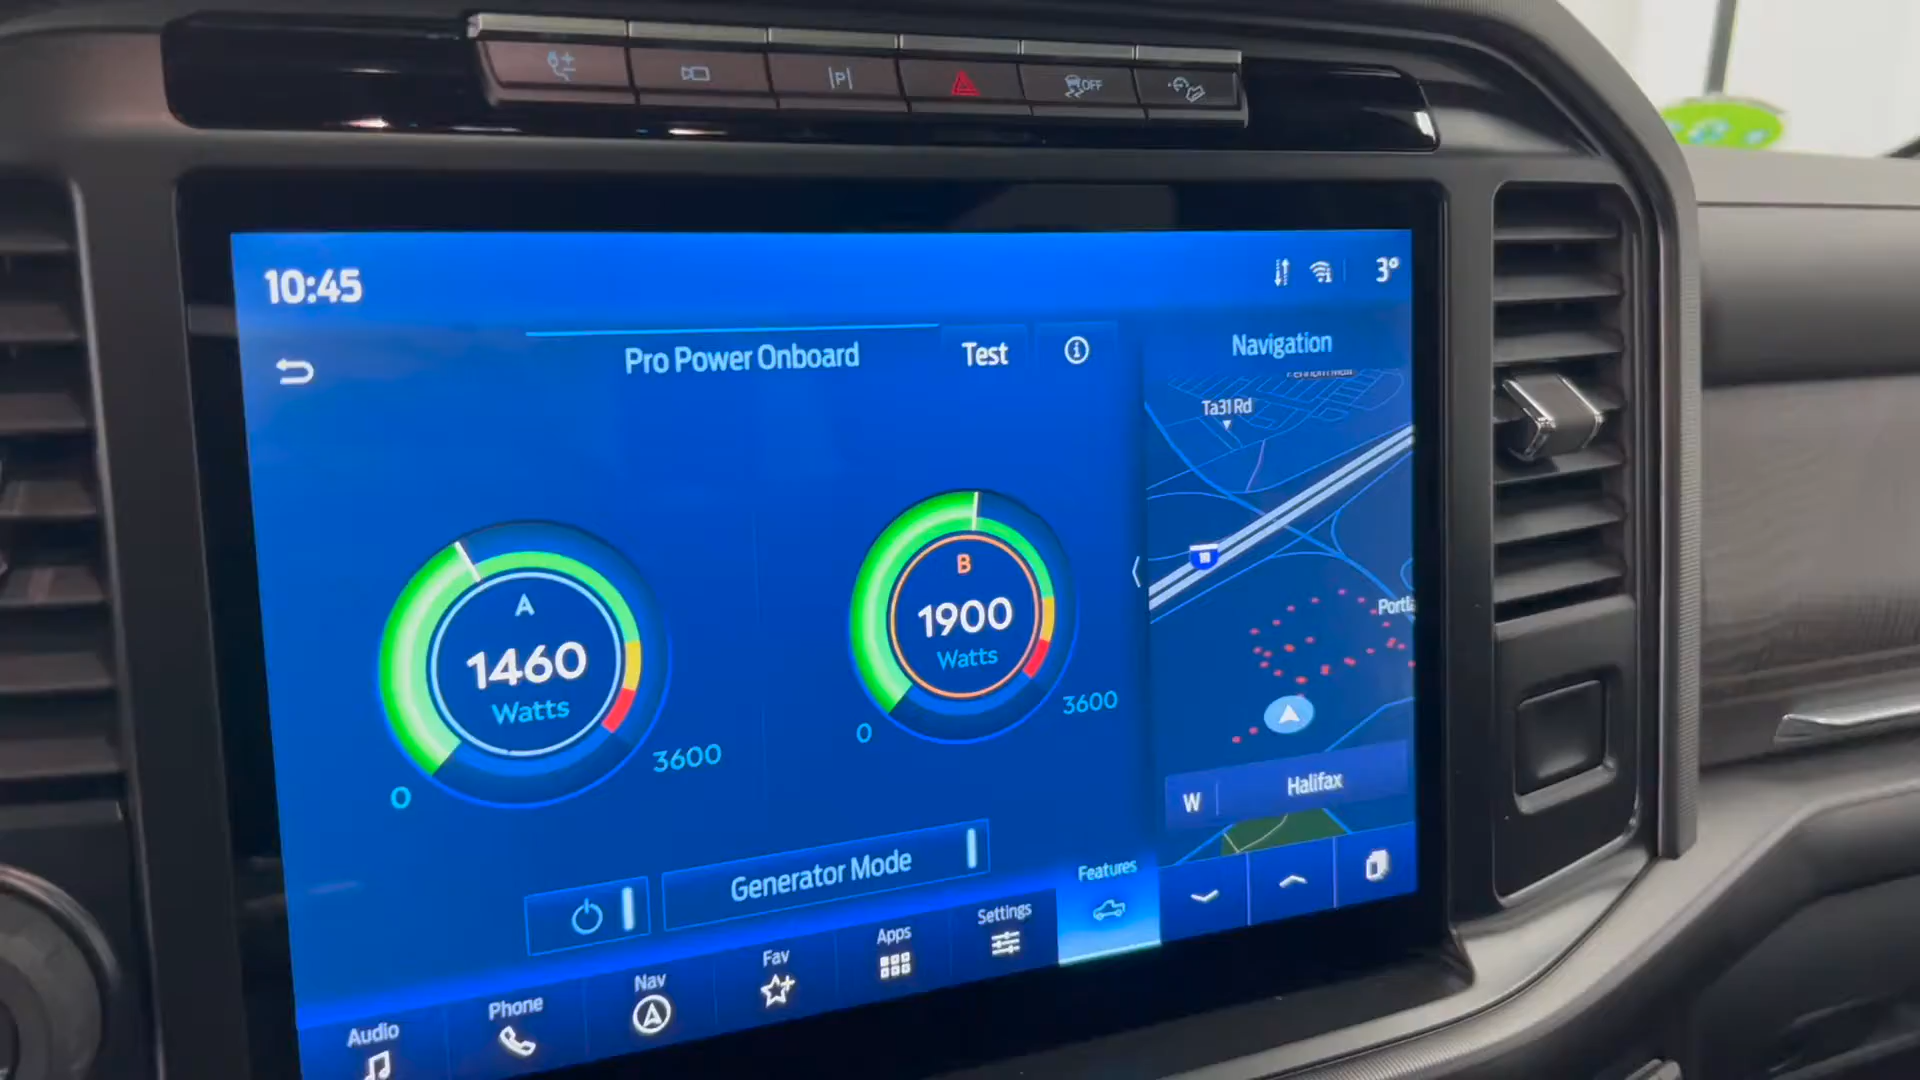 P
OFF
10:45
3°
Pro Power Onboard
Test
Navigation
Ta31 Rd
A
1460
Watts
0
3600
B
1900
Watts
0
3600
W
Halifax
Generator Mode
Audio
Phone
Nav
Fav
Apps
Settings
Features